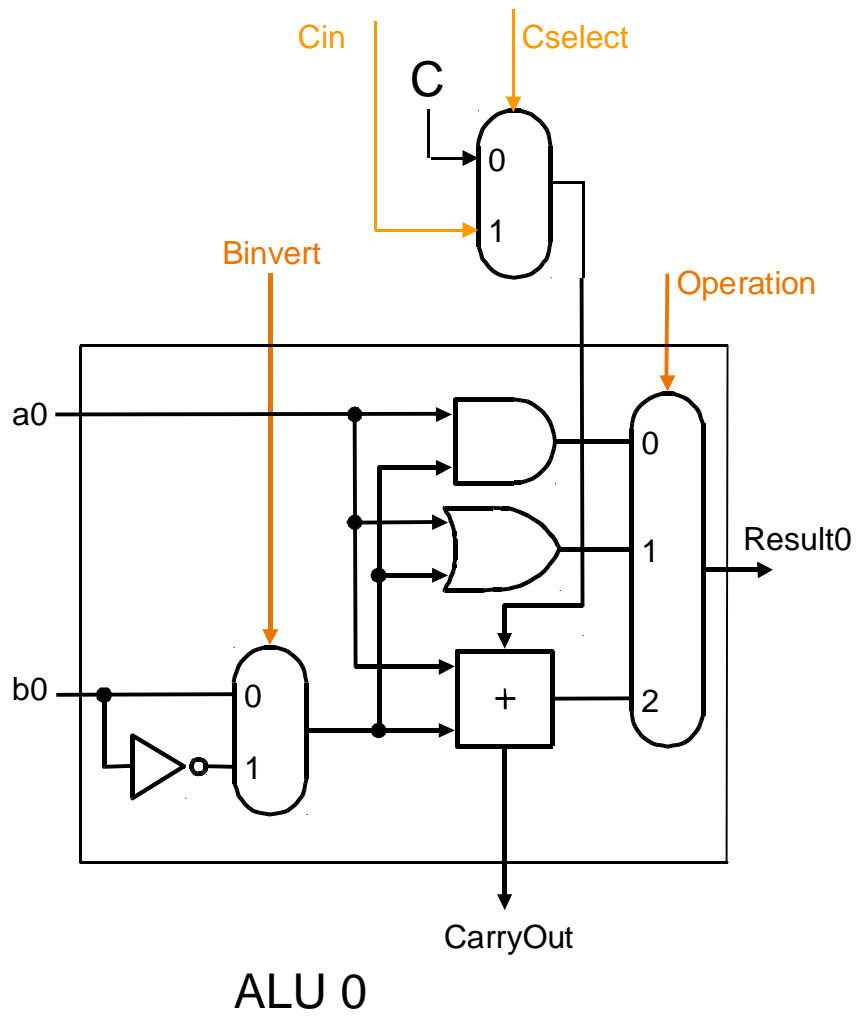 Cin
Cselect
C
0
1
Binvert
Operation
a0
0
1
Result0
b0
0
1
+
2
CarryOut
ALU 0